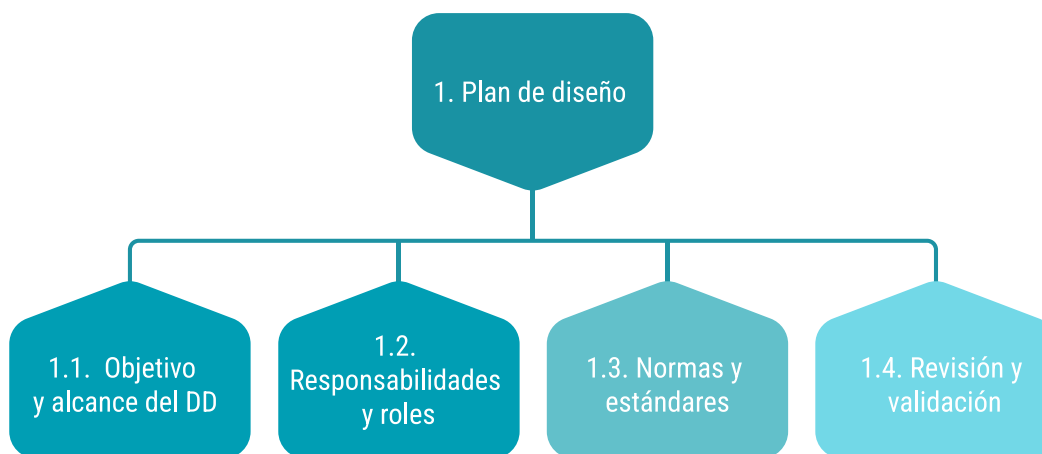 1. Plan de diseño
1.1. Objetivo
y alcance del DD
1.2.
Responsabilidades
y roles
1.3. Normas y
estándares
1.4. Revisión y
validación